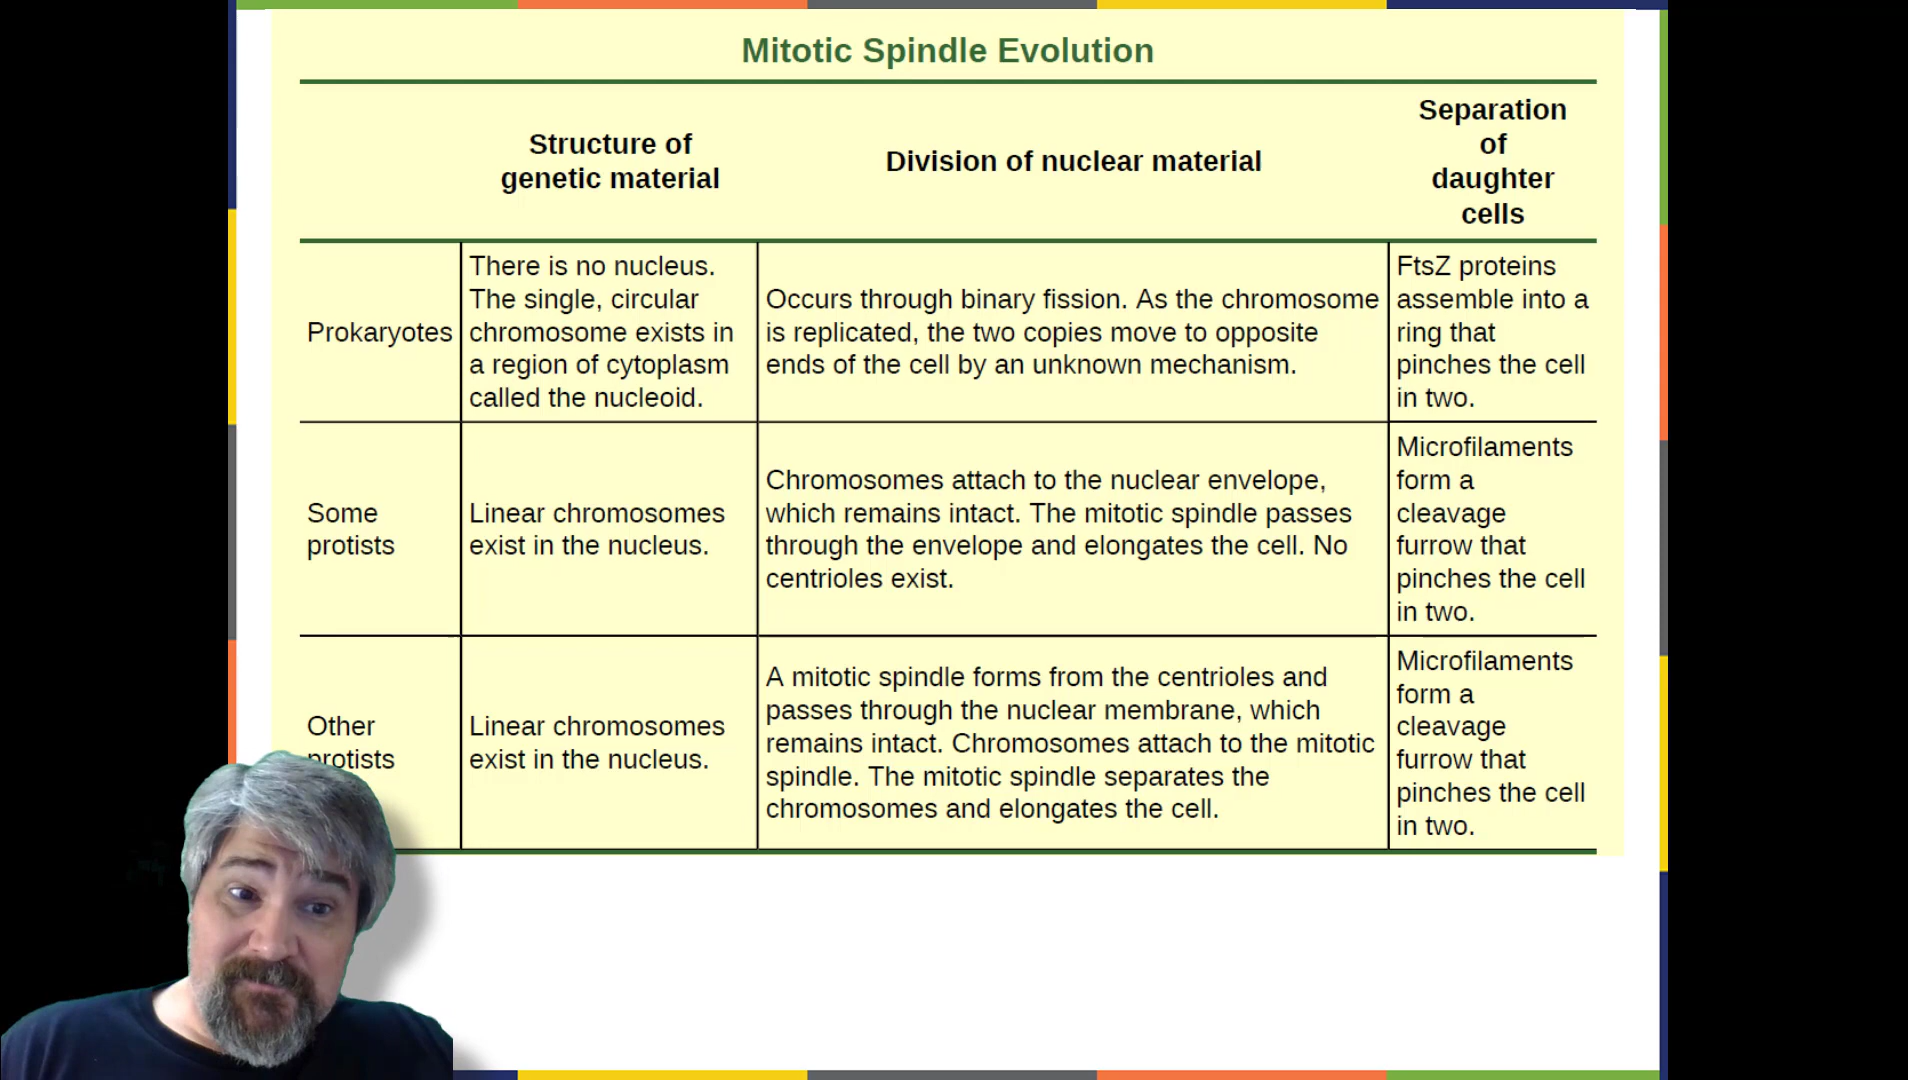 Mitotic Spindle Evolution
Structure of
genetic material
Division of nuclear material
Separation
of
daughter
cells
Prokaryotes
There is no nucleus.
The single, circular
chromosome exists in
a region of cytoplasm
called the nucleoid.
Occurs through binary fission. As the chromosome
is replicated, the two copies move to opposite
ends of the cell by an unknown mechanism.
FtsZ proteins
assemble into a
ring that
pinches the cell
in two.
Some
protists
Linear chromosomes
exist in the nucleus.
Chromosomes attach to the nuclear envelope,
which remains intact. The mitotic spindle passes
through the envelope and elongates the cell. No
centrioles exist.
Microfilaments
form a
cleavage
furrow that
pinches the cell
in two.
Other
protists
Linear chromosomes
exist in the nucleus.
A mitotic spindle forms from the centrioles and
passes through the nuclear membrane, which
remains intact. Chromosomes attach to the mitotic
spindle. The mitotic spindle separates the
chromosomes and elongates the cell.
Microfilaments
form a
cleavage
furrow that
pinches the cell
in two.